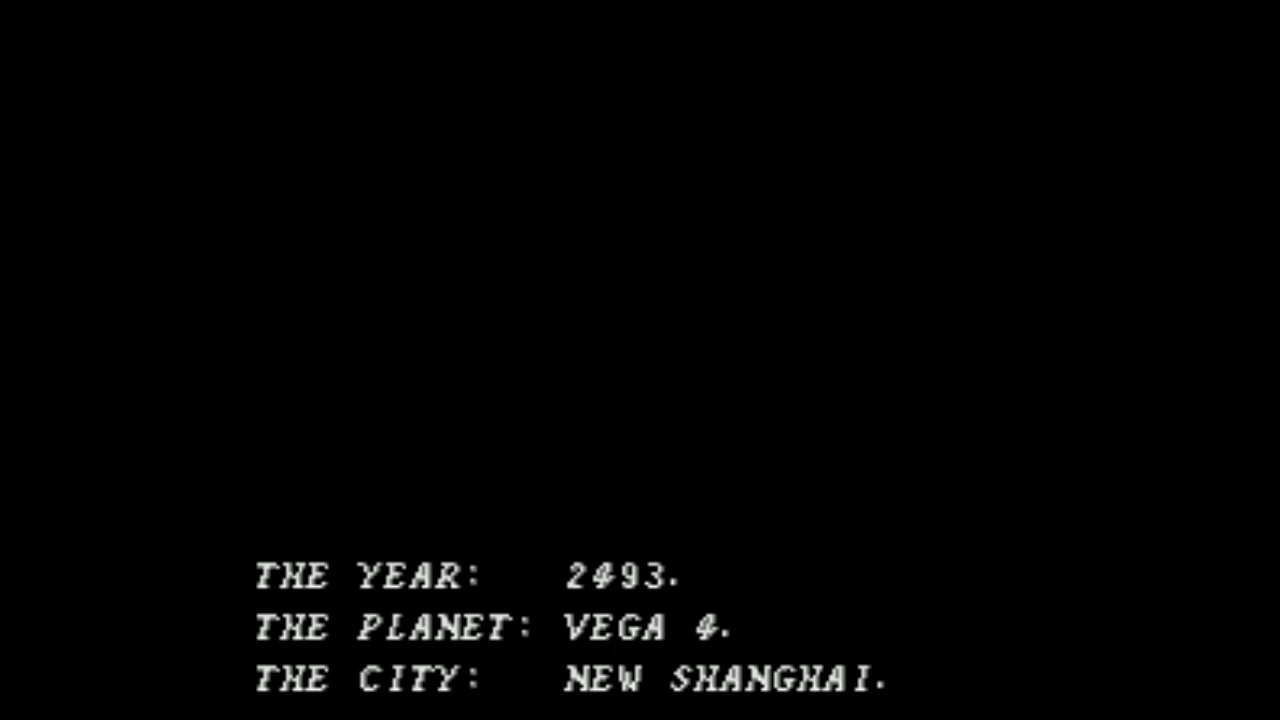 THE YEAR: 2493.
THE PLANET: VEGA 4.
THE CITY: NEW SHANGHAI.